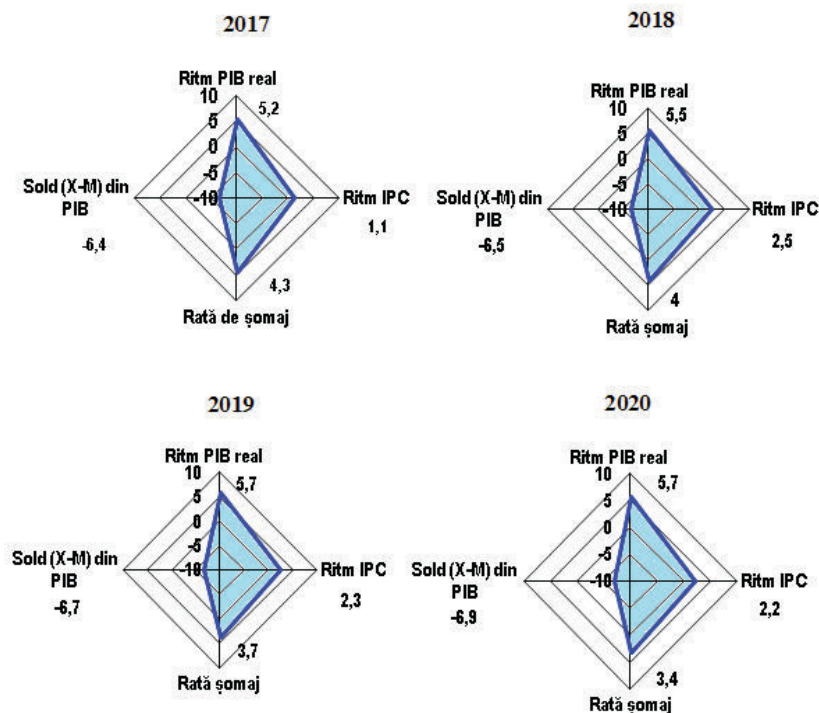 2017
Ritm PIB real
10
5,2
5
0
-5
-10
Sold (X-M) din
PIB
-6,4
Ritm IPC
1,1
4,3
Rată de șomaj
2018
Ritm PIB real
10
5,5
5
0
-5
-10
Sold (X-M) din
PIB
-6,5
Ritm IPC
2,5
4
Rată șomaj
2019
Ritm PIB real
10
5,7
5
0
-5
-10
Sold (X-M) din
PIB
-6,7
Ritm IPC
2,3
3,7
Rată șomaj
2020
Ritm PIB real
10
5,7
5
0
-5
-10
Sold (X-M) din
PIB
-6,9
Ritm IPC
2,2
3,4
Rată șomaj